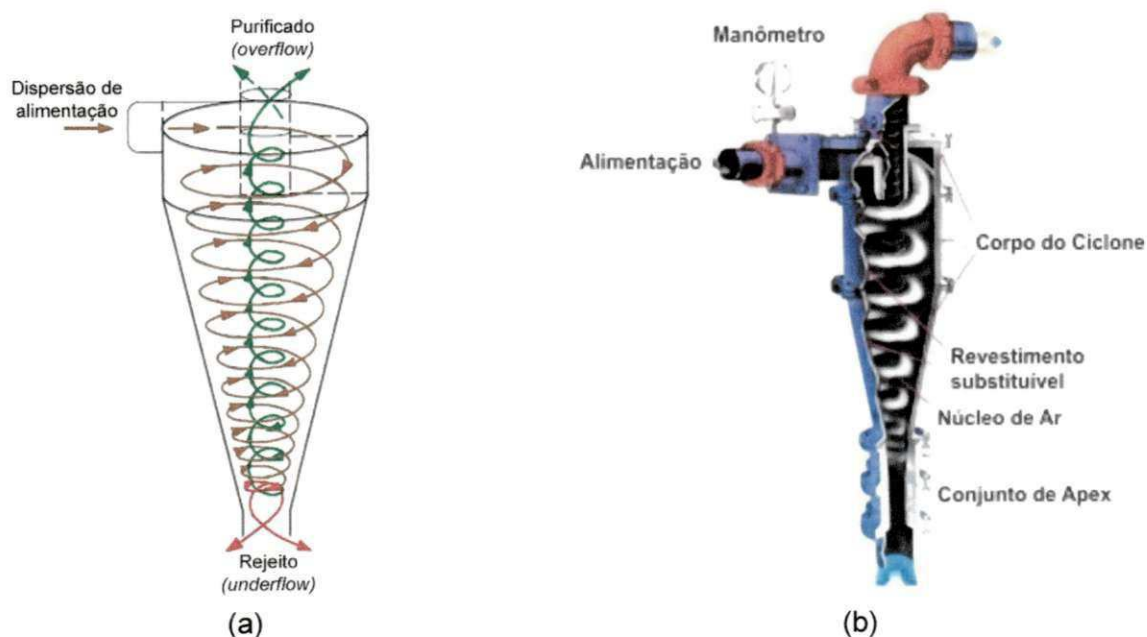 Purificado
(overflow)
Dispersão de
alimentação
Rejeito
(underflow)
(a)
Manômetro
Alimentação
Corpo do Ciclone
Revestimento
substituível
Núcleo de Ar
Conjunto de Apex
(b)